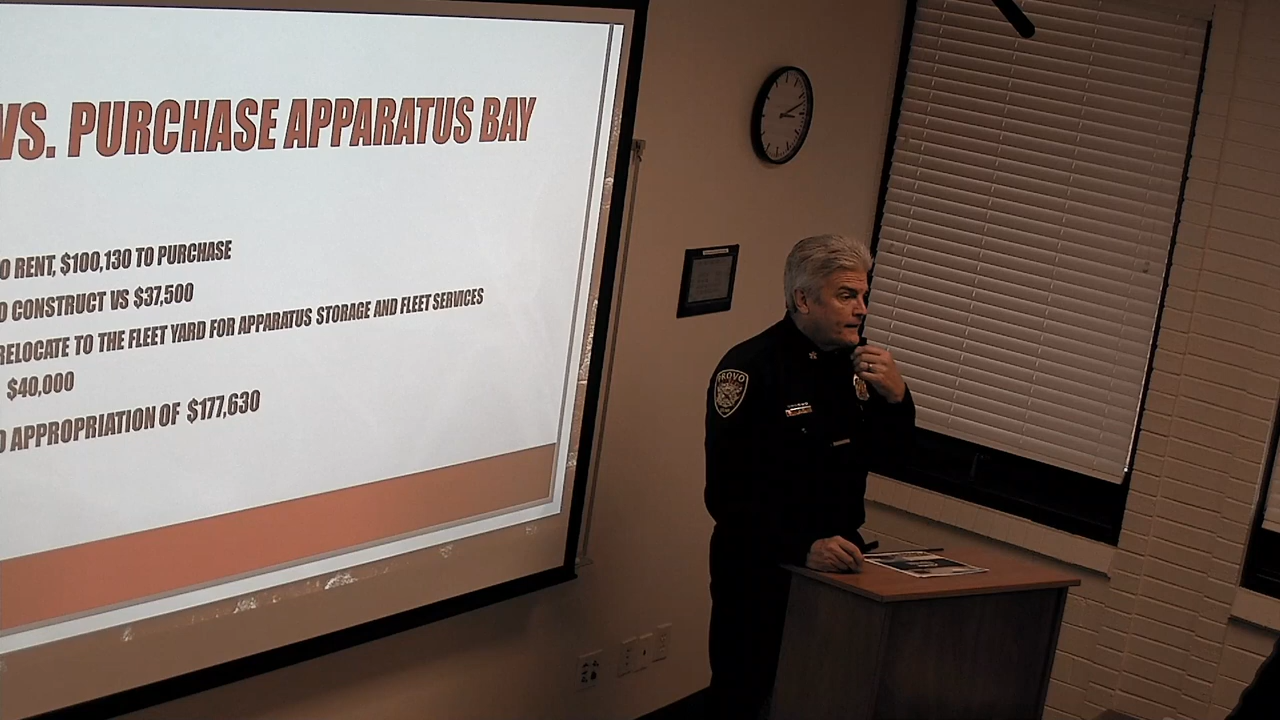 VS. PURCHASE APPARATUS BAY
O RENT, $100,130 TO PURCHASE
O CONSTRUCT VS $37,500
RELOCATE TO THE FLEET YARD FOR APPARATUS STORAGE AND FLEET SERVICES
$40,000
D APPROPRIATION OF $177,630
PROVO